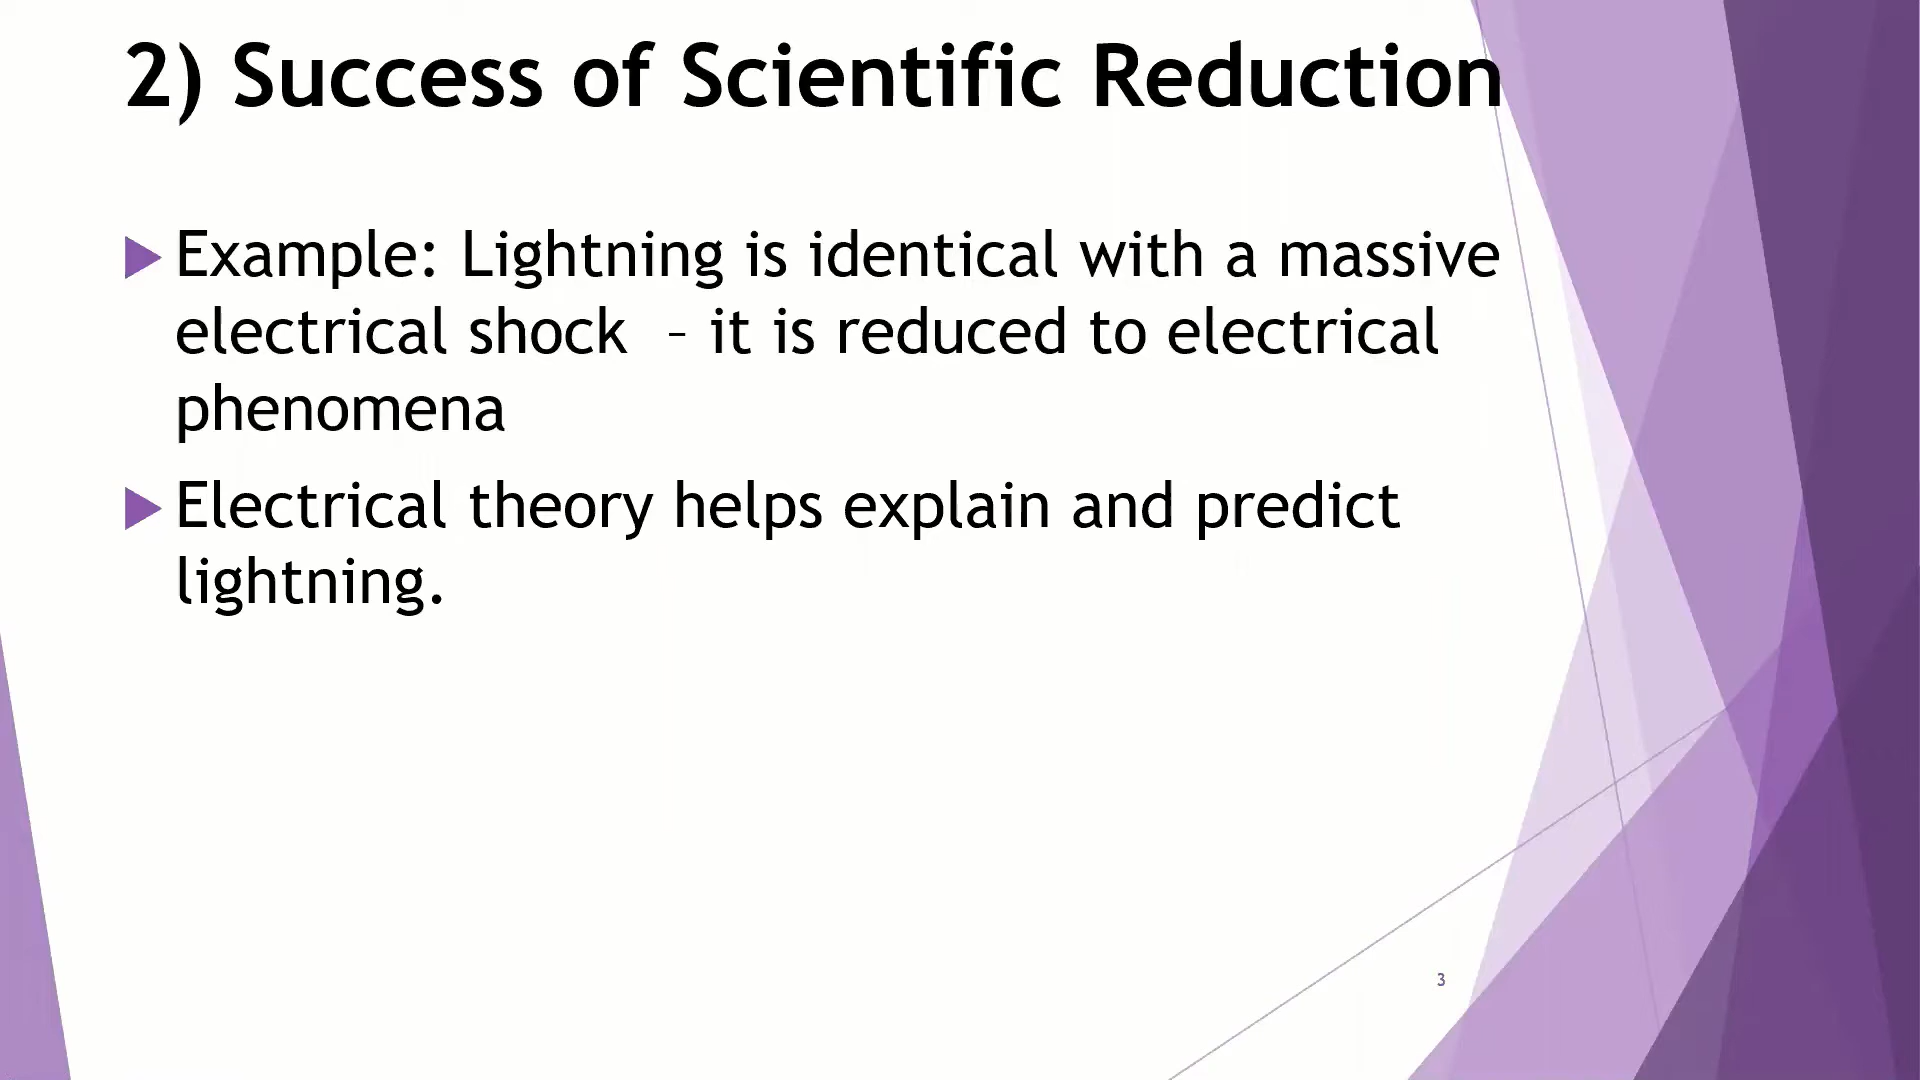 2) Success of Scientific Reduction
Example: Lightning is identical with a massive
electrical shock – it is reduced to electrical
phenomena
Electrical theory helps explain and predict
lightning.
3